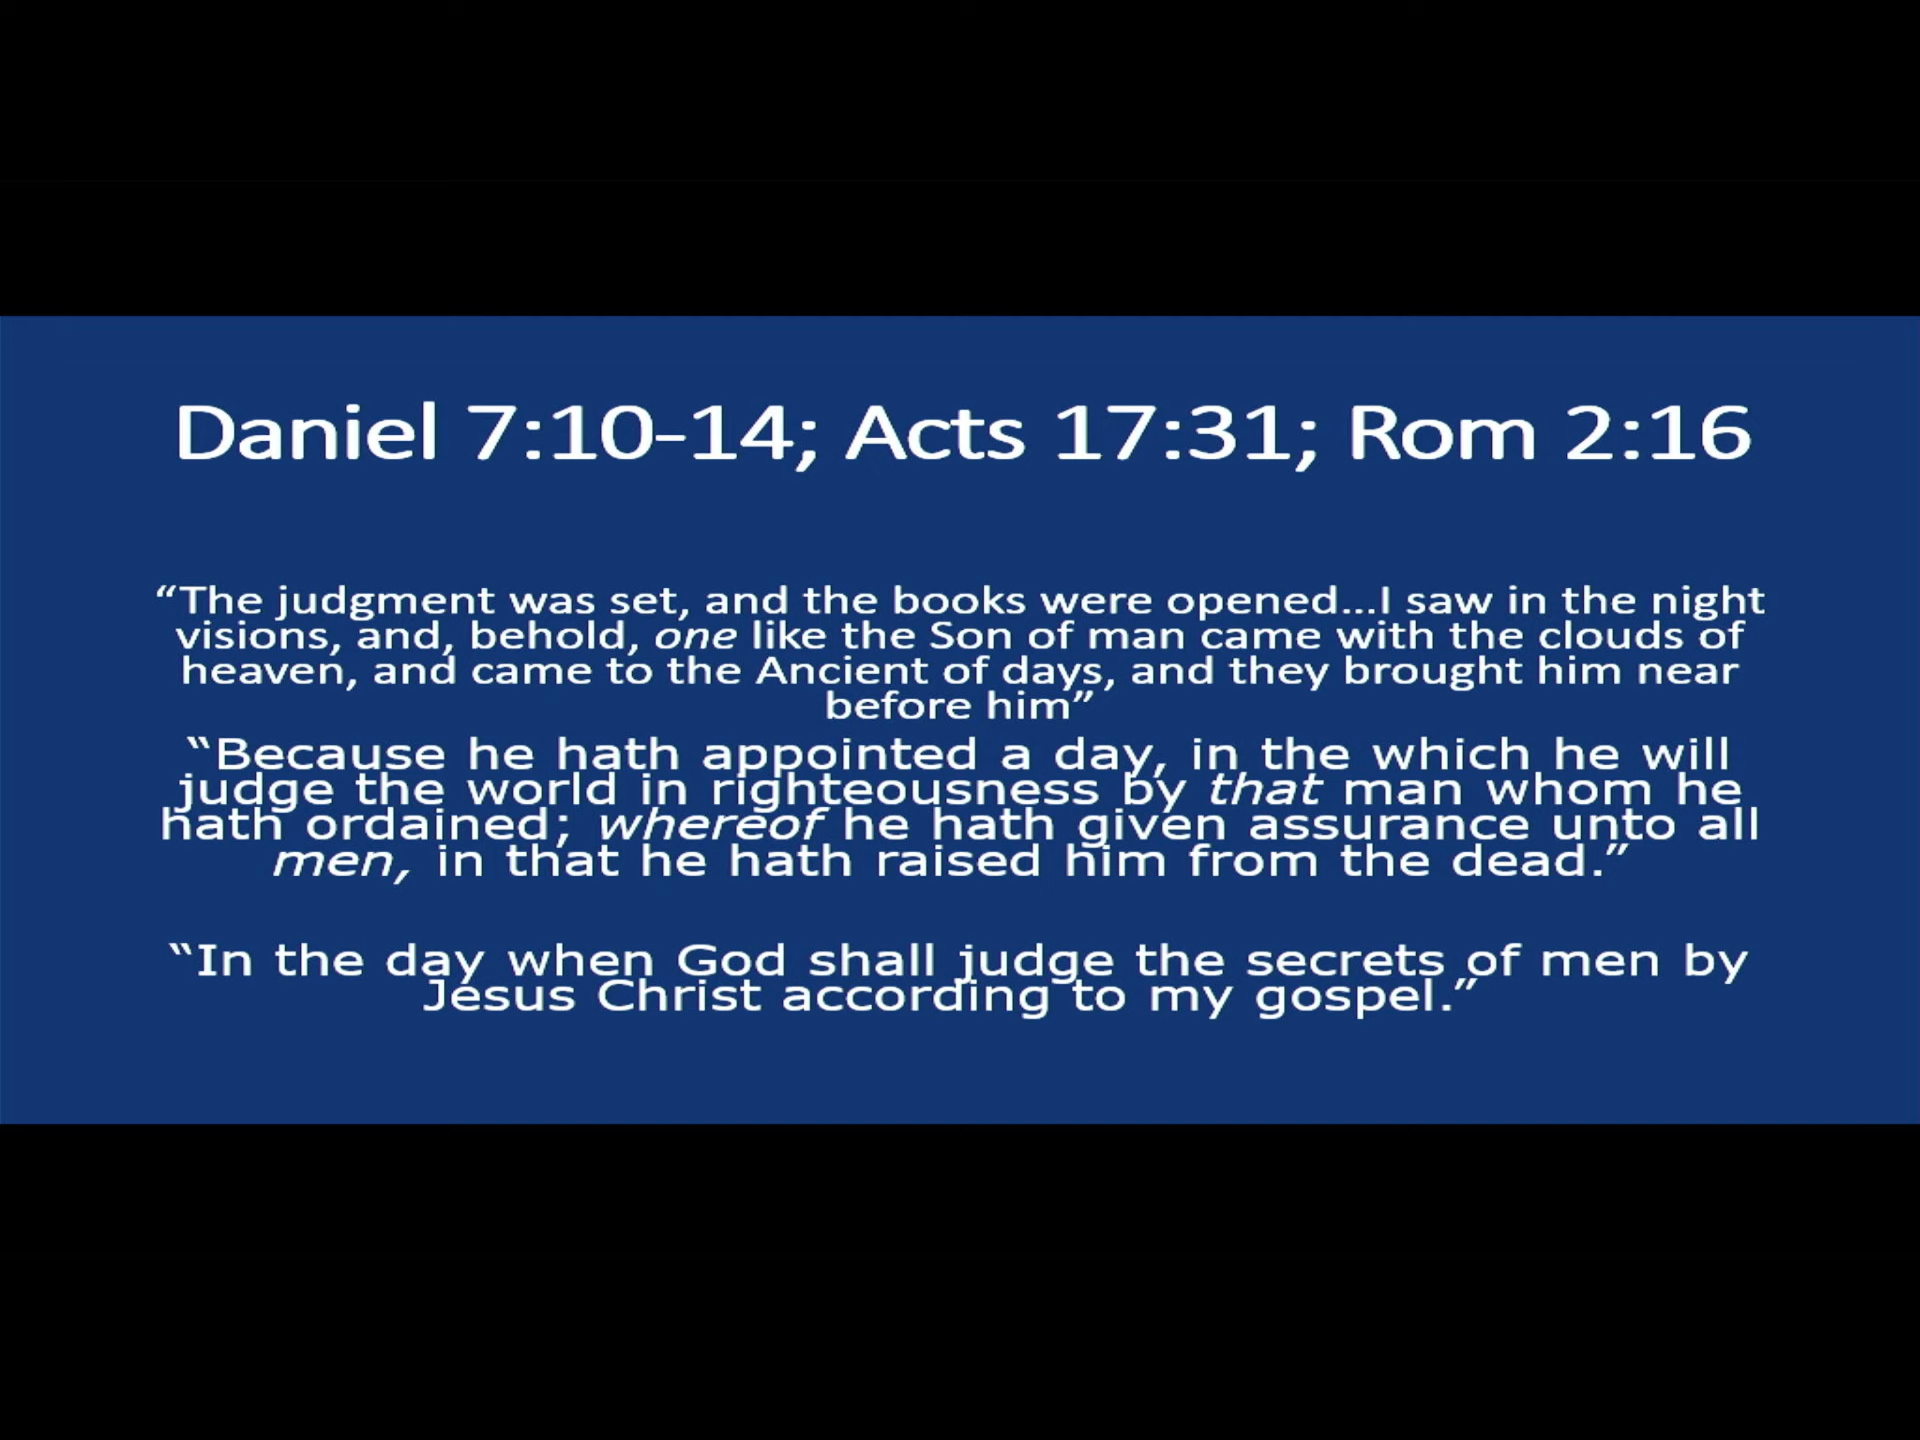 Daniel 7:10-14; Acts 17:31; Rom 2:16
“The judgment was set, and the books were opened...I saw in the night
visions, and, behold, one like the Son of man came with the clouds of
heaven, and came to the Ancient of days, and they brought him near
before him”
“Because he hath appointed a day, in the which he will
judge the world in righteousness by that man whom he
hath ordained; whereof he hath given assurance unto all
men, in that he hath raised him from the dead.”
“In the day when God shall judge the secrets of men by
Jesus Christ according to my gospel.”